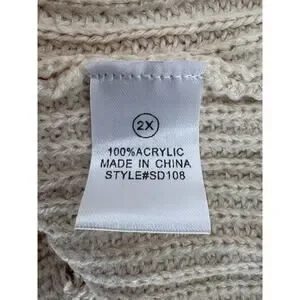 2X
100%ACRYLIC
MADE IN CHINA
STYLE#SD108